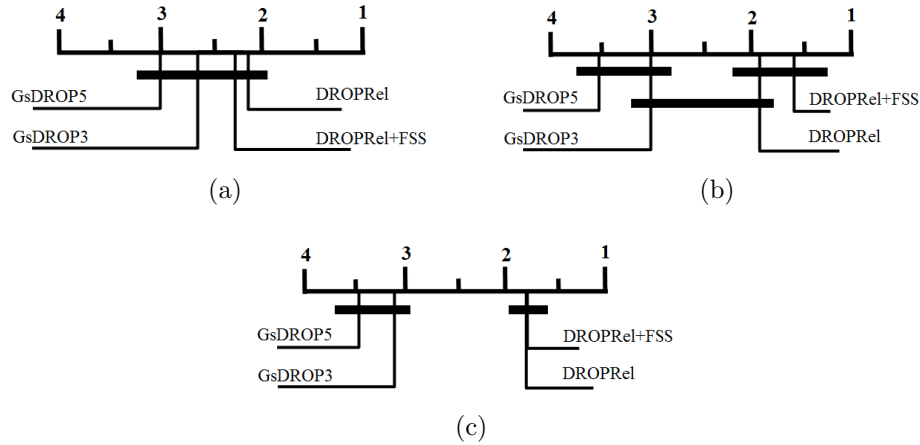 4 3 2 1
GsDROP5 DROPRel
GsDROP3 DROPRel+FSS
(a)
4 3 2 1
GsDROP5 DROPRel+FSS
GsDROP3 DROPRel
(b)
4 3 2 1
GsDROP5 DROPRel+FSS
GsDROP3 DROPRel
(c)